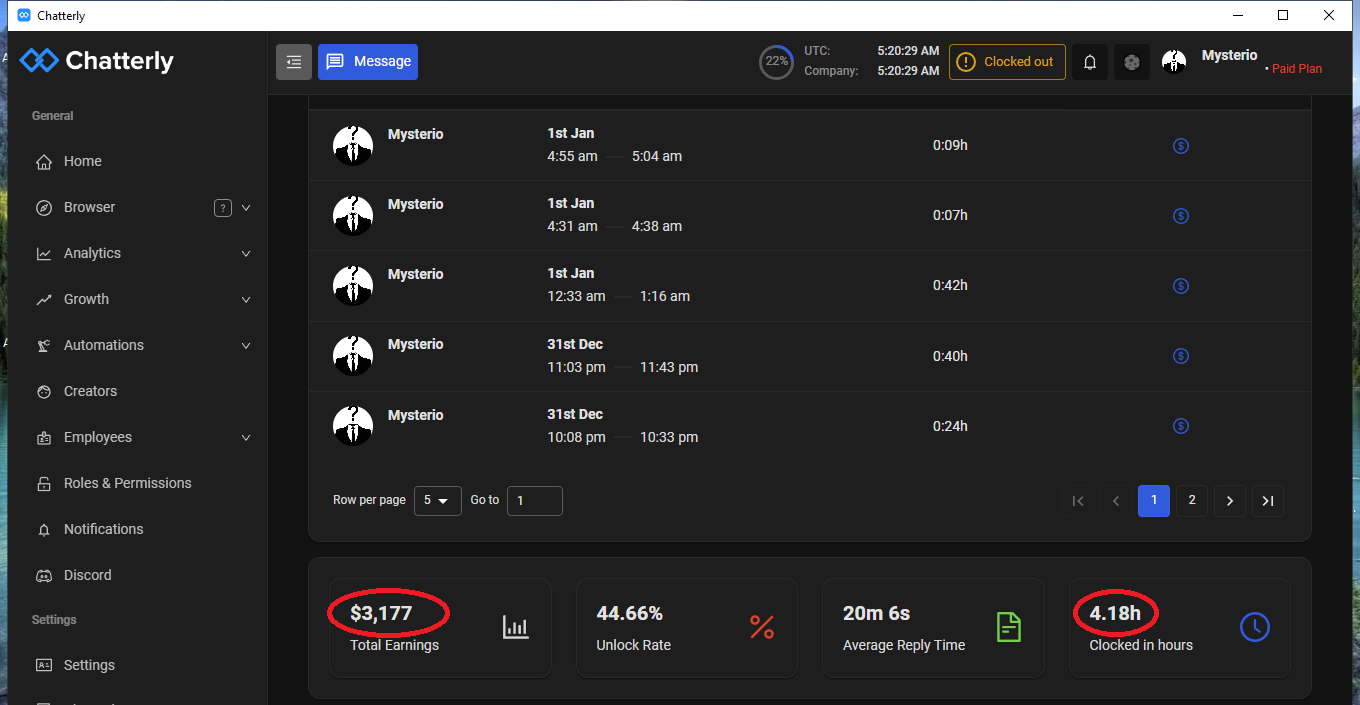 Chatterly
Chatterly
Message
22%
UTC: 5:20:29 AM
Company: 5:20:29 AM
Clocked out
Mysterio
• Paid Plan
General
Home
Browser ?
Analytics
Growth
Automations
Creators
Employees
Roles & Permissions
Notifications
Discord
Settings
Settings
Mysterio
1st Jan
4:55 am — 5:04 am
0:09h
Mysterio
1st Jan
4:31 am — 4:38 am
0:07h
Mysterio
1st Jan
12:33 am — 1:16 am
0:42h
Mysterio
31st Dec
11:03 pm — 11:43 pm
0:40h
Mysterio
31st Dec
10:08 pm — 10:33 pm
0:24h
Row per page 5 Go to 1
1 2
$3,177
Total Earnings
44.66%
Unlock Rate
20m 6s
Average Reply Time
4.18h
Clocked in hours